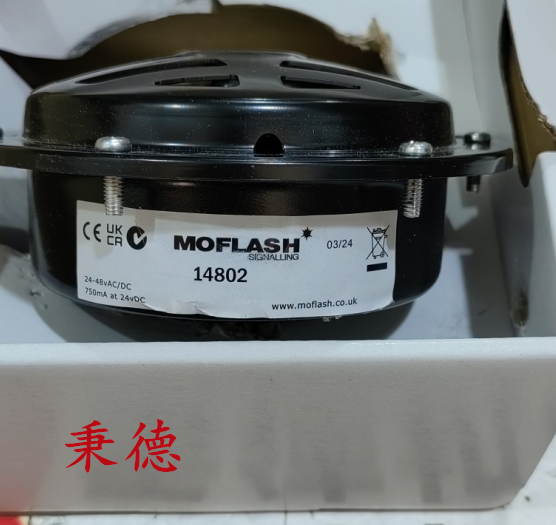 CE UK CA
MOFLASH
SIGNALLING
03/24
14802
24-48vAC/DC
750mA at 24vDC
www.moflash.co.uk
秉德